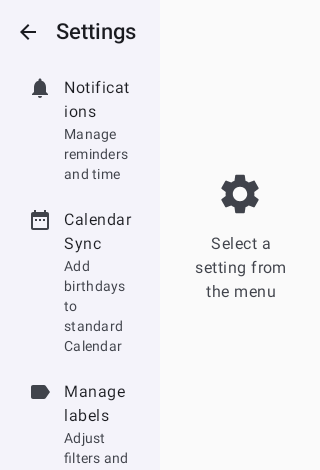 Settings
Notificat
ions
Manage
reminders
and time
Calendar
Sync
Add
birthdays
to
standard
Calendar
Manage
labels
Adjust
filters and
Select a
setting from
the menu